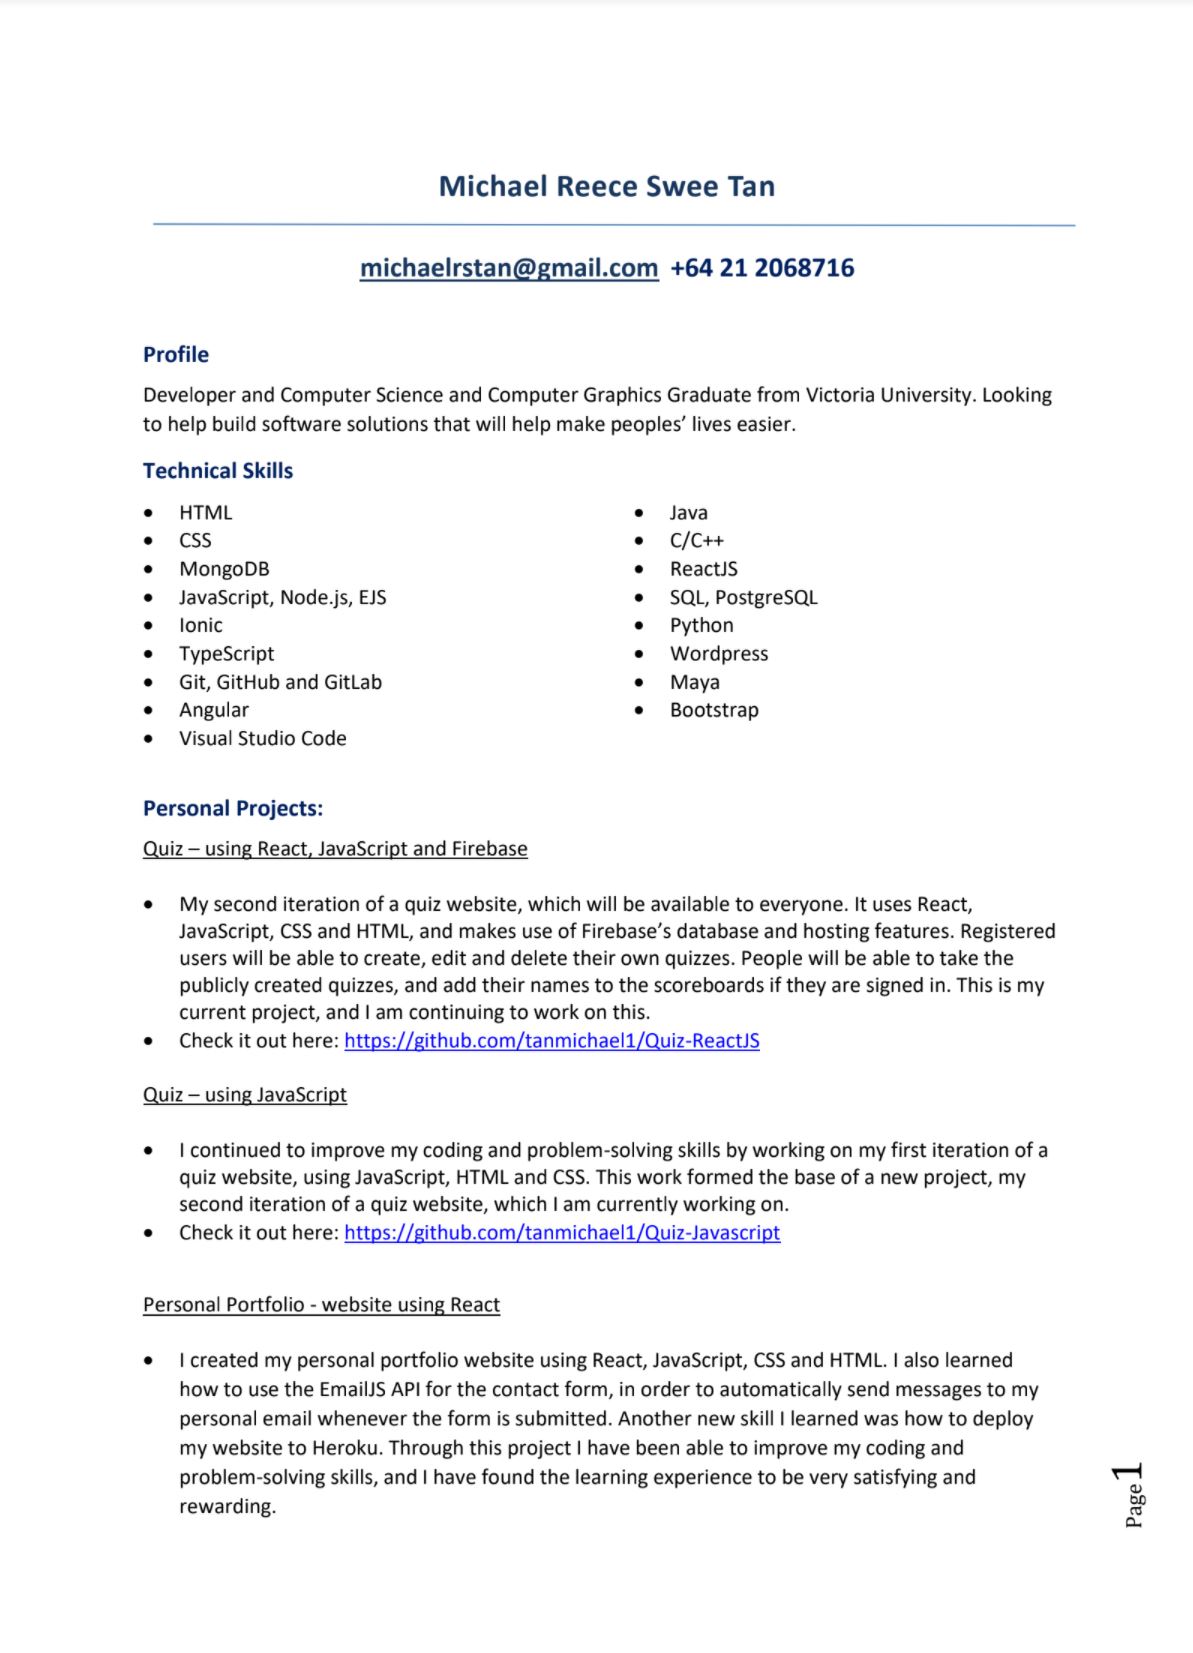 Michael Reece Swee Tan
michaelrstan@gmail.com +64 21 2068716
Profile
Developer and Computer Science and Computer Graphics Graduate from Victoria University. Looking
to help build software solutions that will help make peoples’ lives easier.
Technical Skills
• HTML
• CSS
• MongoDB
• JavaScript, Node.js, EJS
• Ionic
• TypeScript
• Git, GitHub and GitLab
• Angular
• Visual Studio Code
• Java
• C/C++
• ReactJS
• SQL, PostgreSQL
• Python
• Wordpress
• Maya
• Bootstrap
Personal Projects:
Quiz – using React, JavaScript and Firebase
• My second iteration of a quiz website, which will be available to everyone. It uses React,
JavaScript, CSS and HTML, and makes use of Firebase’s database and hosting features. Registered
users will be able to create, edit and delete their own quizzes. People will be able to take the
publicly created quizzes, and add their names to the scoreboards if they are signed in. This is my
current project, and I am continuing to work on this.
• Check it out here: https://github.com/tanmichael1/Quiz-ReactJS
Quiz – using JavaScript
• I continued to improve my coding and problem-solving skills by working on my first iteration of a
quiz website, using JavaScript, HTML and CSS. This work formed the base of a new project, my
second iteration of a quiz website, which I am currently working on.
• Check it out here: https://github.com/tanmichael1/Quiz-Javascript
Personal Portfolio - website using React
• I created my personal portfolio website using React, JavaScript, CSS and HTML. I also learned
how to use the EmailJS API for the contact form, in order to automatically send messages to my
personal email whenever the form is submitted. Another new skill I learned was how to deploy
my website to Heroku. Through this project I have been able to improve my coding and
problem-solving skills, and I have found the learning experience to be very satisfying and
rewarding.
Page 1